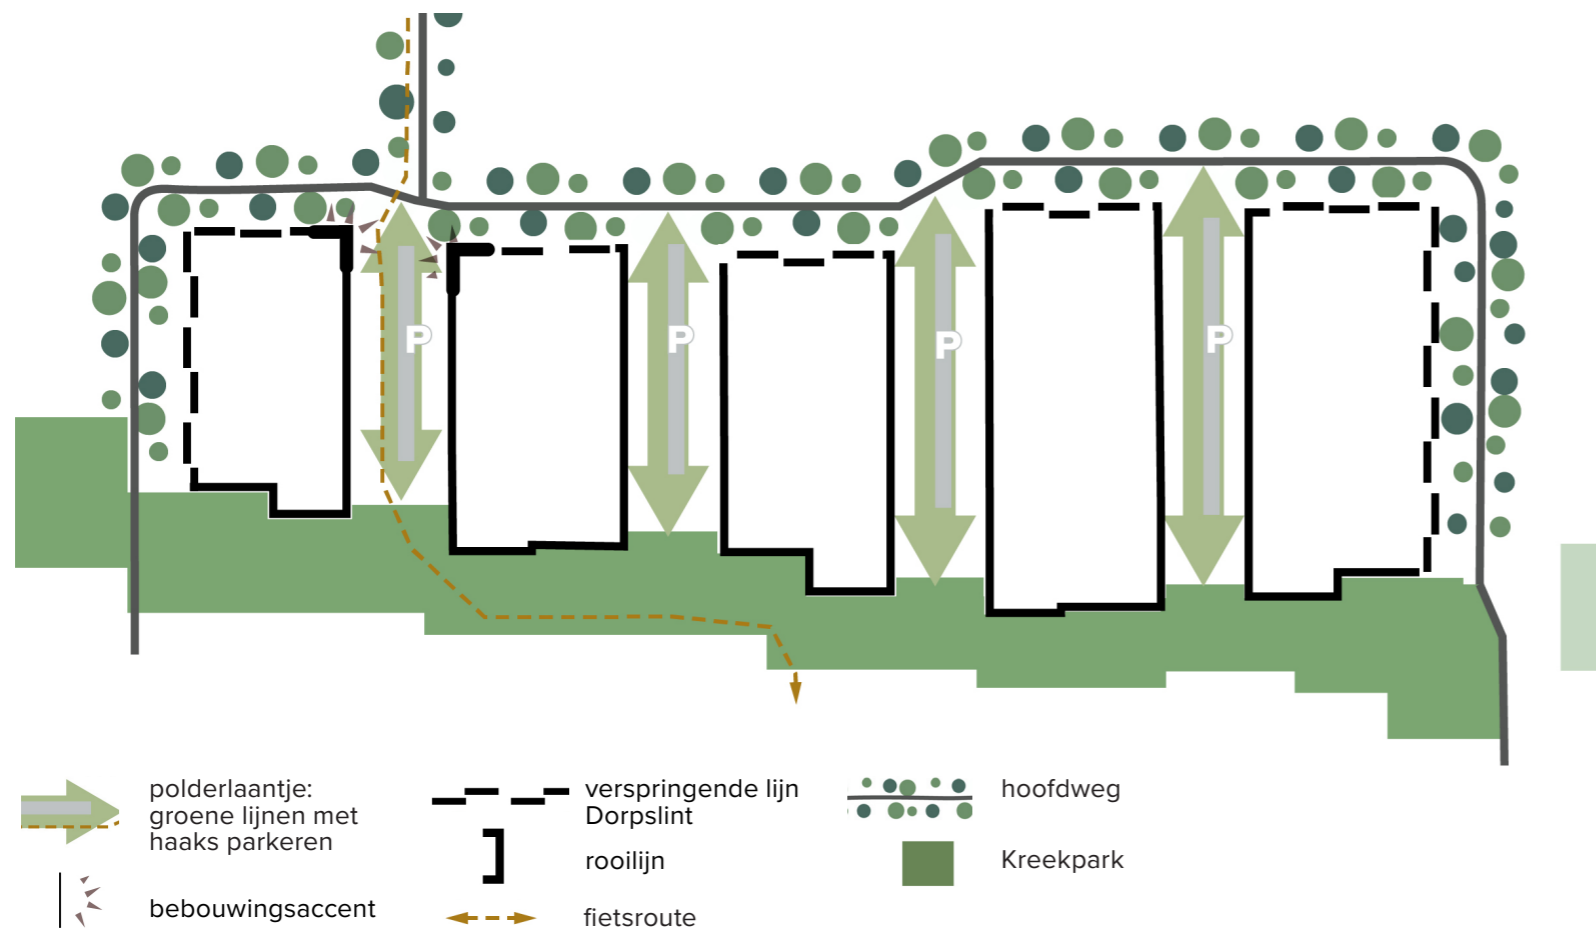 P
P
P
P
polderlaantje:
groene lijnen met
haaks parkeren
bebouwingsaccent
verspringende lijn
Dorpslint
rooilijn
fietsroute
hoofdweg
Kreekpark